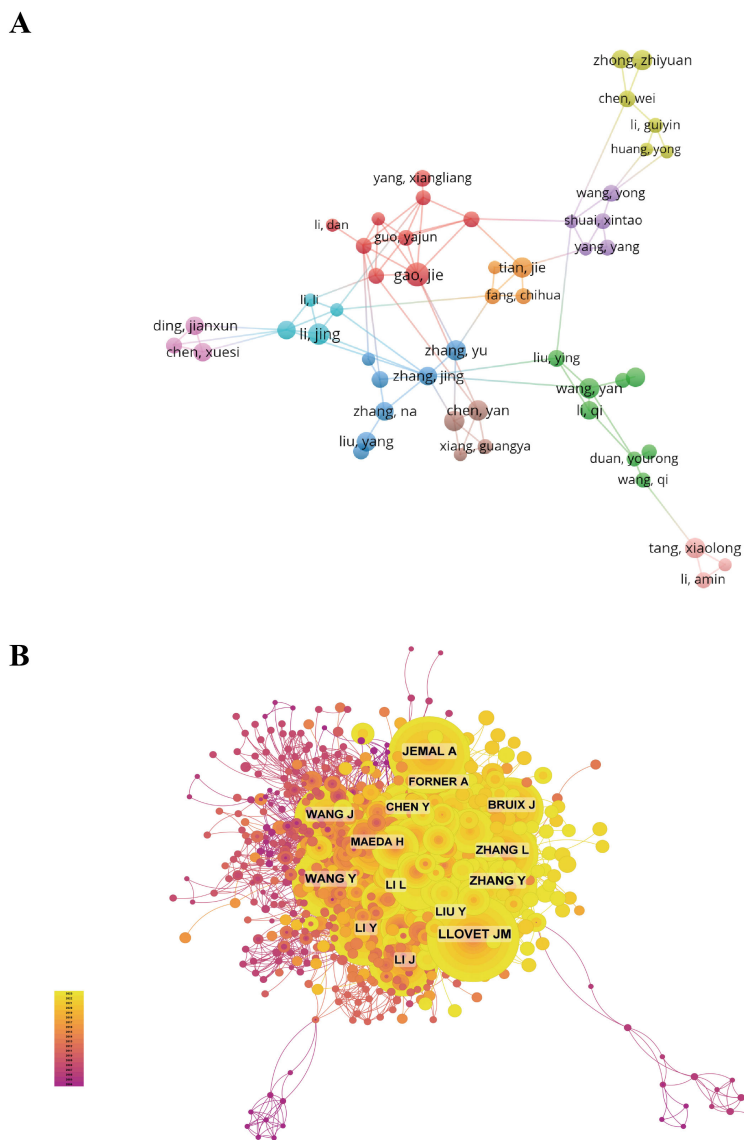 A
zhong, zhiyuan
chen, wei
li, guiyin
huang, yong
yang, xiangliang
wang, yong
li, dan
shuai, xintao
guo, yajun
yang, yang
gao, jie
tian, jie
li, li
fang, chihua
ding, jianxun
li, jing
chen, xuesi
zhang, yu
liu, ying
zhang, jing
wang, yan
zhang, na
chen, yan
li, qi
liu, yang
xiang, guangya
duan, yourong
wang, qi
tang, xiaolong
li, amin
B
JEMAL A
FORNER A
CHEN Y
BRUIX J
WANG J
MAEDA H
ZHANG L
WANG Y
LI L
ZHANG Y
LIU Y
LI Y
LLOVET JM
LI J